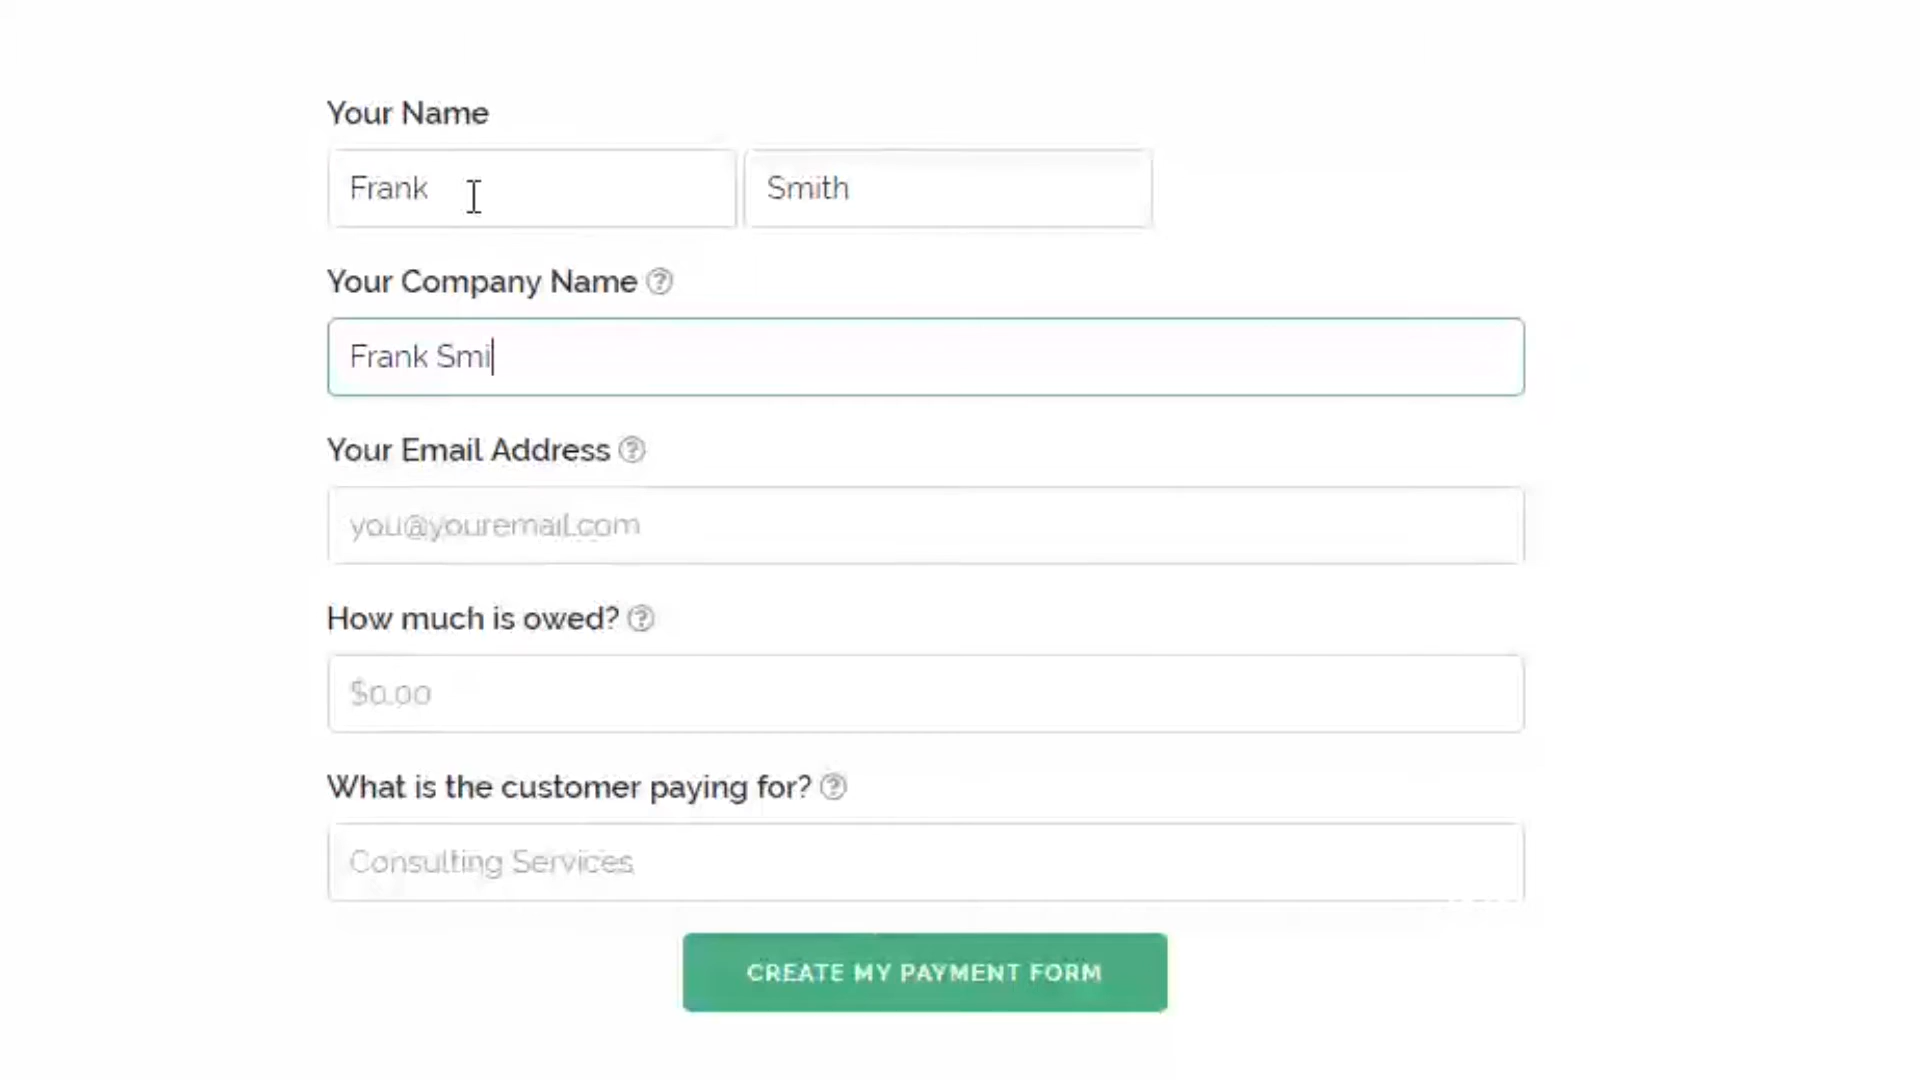 Your Name
Frank Smith
Your Company Name ?
Frank Smi
Your Email Address ?
you@youremail.com
How much is owed? ?
$0.00
What is the customer paying for? ?
Consulting Services
CREATE MY PAYMENT FORM